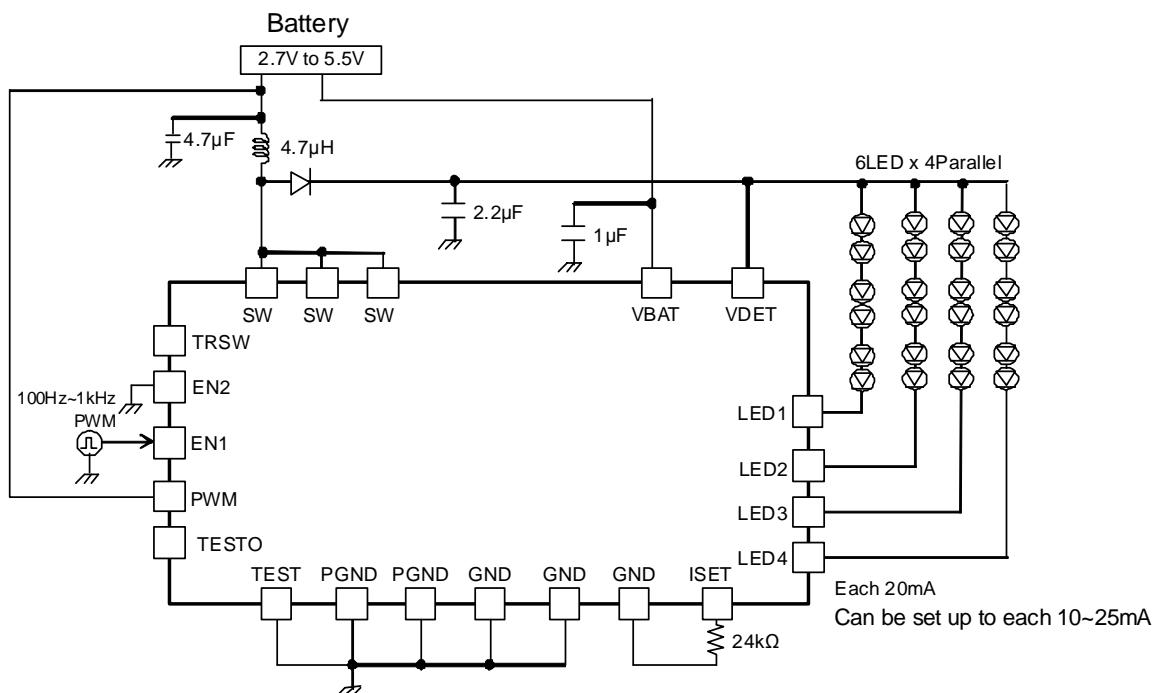 Battery
2.7V to 5.5V
4.7µF
4.7µH
6LED x 4Parallel
2.2µF
1µF
SW
SW
SW
VBAT
VDET
TRSW
EN2
100Hz~1kHz
PWM
EN1
PWM
TESTO
LED1
LED2
LED3
LED4
TEST
PGND
PGND
GND
GND
GND
ISET
24kΩ
Each 20mA
Can be set up to each 10~25mA